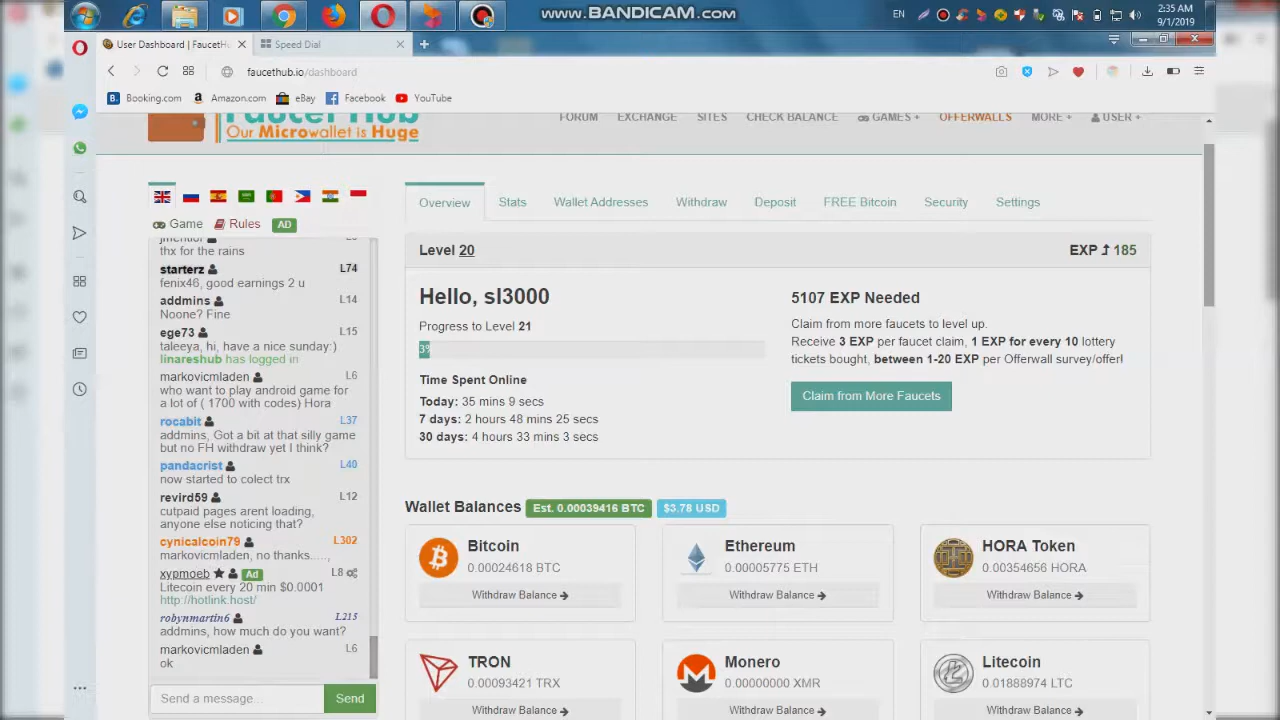 www.BANDICAM.com
EN
2:35 AM
9/1/2019
User Dashboard | FaucetHu
Speed Dial
faucethub.io/dashboard
Booking.com
Amazon.com
eBay
Facebook
YouTube
Faucet Hub
Our Microwallet is Huge
FORUM
EXCHANGE
SITES
CHECK BALANCE
GAMES +
OFFERWALLS
MORE +
USER +
Game
Rules
AD
jmentor
thx for the rains
starterz L74
fenix46, good earnings 2 u
addmins L14
Noone? Fine
ege73 L15
taleeya, hi, have a nice sunday:)
linareshub has logged in
markovicmladen L6
who want to play android game for
a lot of ( 1700 with codes) Hora
rocabit L37
addmins, Got a bit at that silly game
but no FH withdraw yet I think?
pandacrist L40
now started to colect trx
revird59 L12
cutpaid pages arent loading,
anyone else noticing that?
cynicalcoin79 L302
markovicmladen, no thanks.....,
xypmoeb Ad L8
Litecoin every 20 min $0.0001
http://hotlink.host/
robynmartin6 L215
addmins, how much do you want?
markovicmladen L6
ok
Send a message...
Send
Overview
Stats
Wallet Addresses
Withdraw
Deposit
FREE Bitcoin
Security
Settings
Level 20
EXP 185
Hello, sl3000
Progress to Level 21
3%
Time Spent Online
Today: 35 mins 9 secs
7 days: 2 hours 48 mins 25 secs
30 days: 4 hours 33 mins 3 secs
5107 EXP Needed
Claim from more faucets to level up.
Receive 3 EXP per faucet claim, 1 EXP for every 10 lottery
tickets bought, between 1-20 EXP per Offerwall survey/offer!
Claim from More Faucets
Wallet Balances
Est. 0.00039416 BTC
$3.78 USD
Bitcoin
0.00024618 BTC
Withdraw Balance
Ethereum
0.00005775 ETH
Withdraw Balance
HORA Token
0.00354656 HORA
Withdraw Balance
TRON
0.00093421 TRX
Withdraw Balance
Monero
0.00000000 XMR
Withdraw Balance
Litecoin
0.01888974 LTC
Withdraw Balance